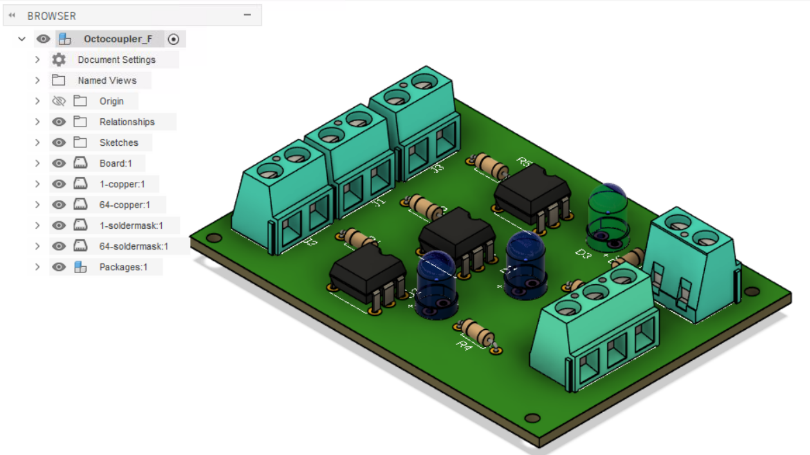 BROWSER
Octocoupler_F
Document Settings
Named Views
Origin
Relationships
Sketches
Board:1
1-copper:1
64-copper:1
1-soldermask:1
64-soldermask:1
Packages:1
R5
D3
R4